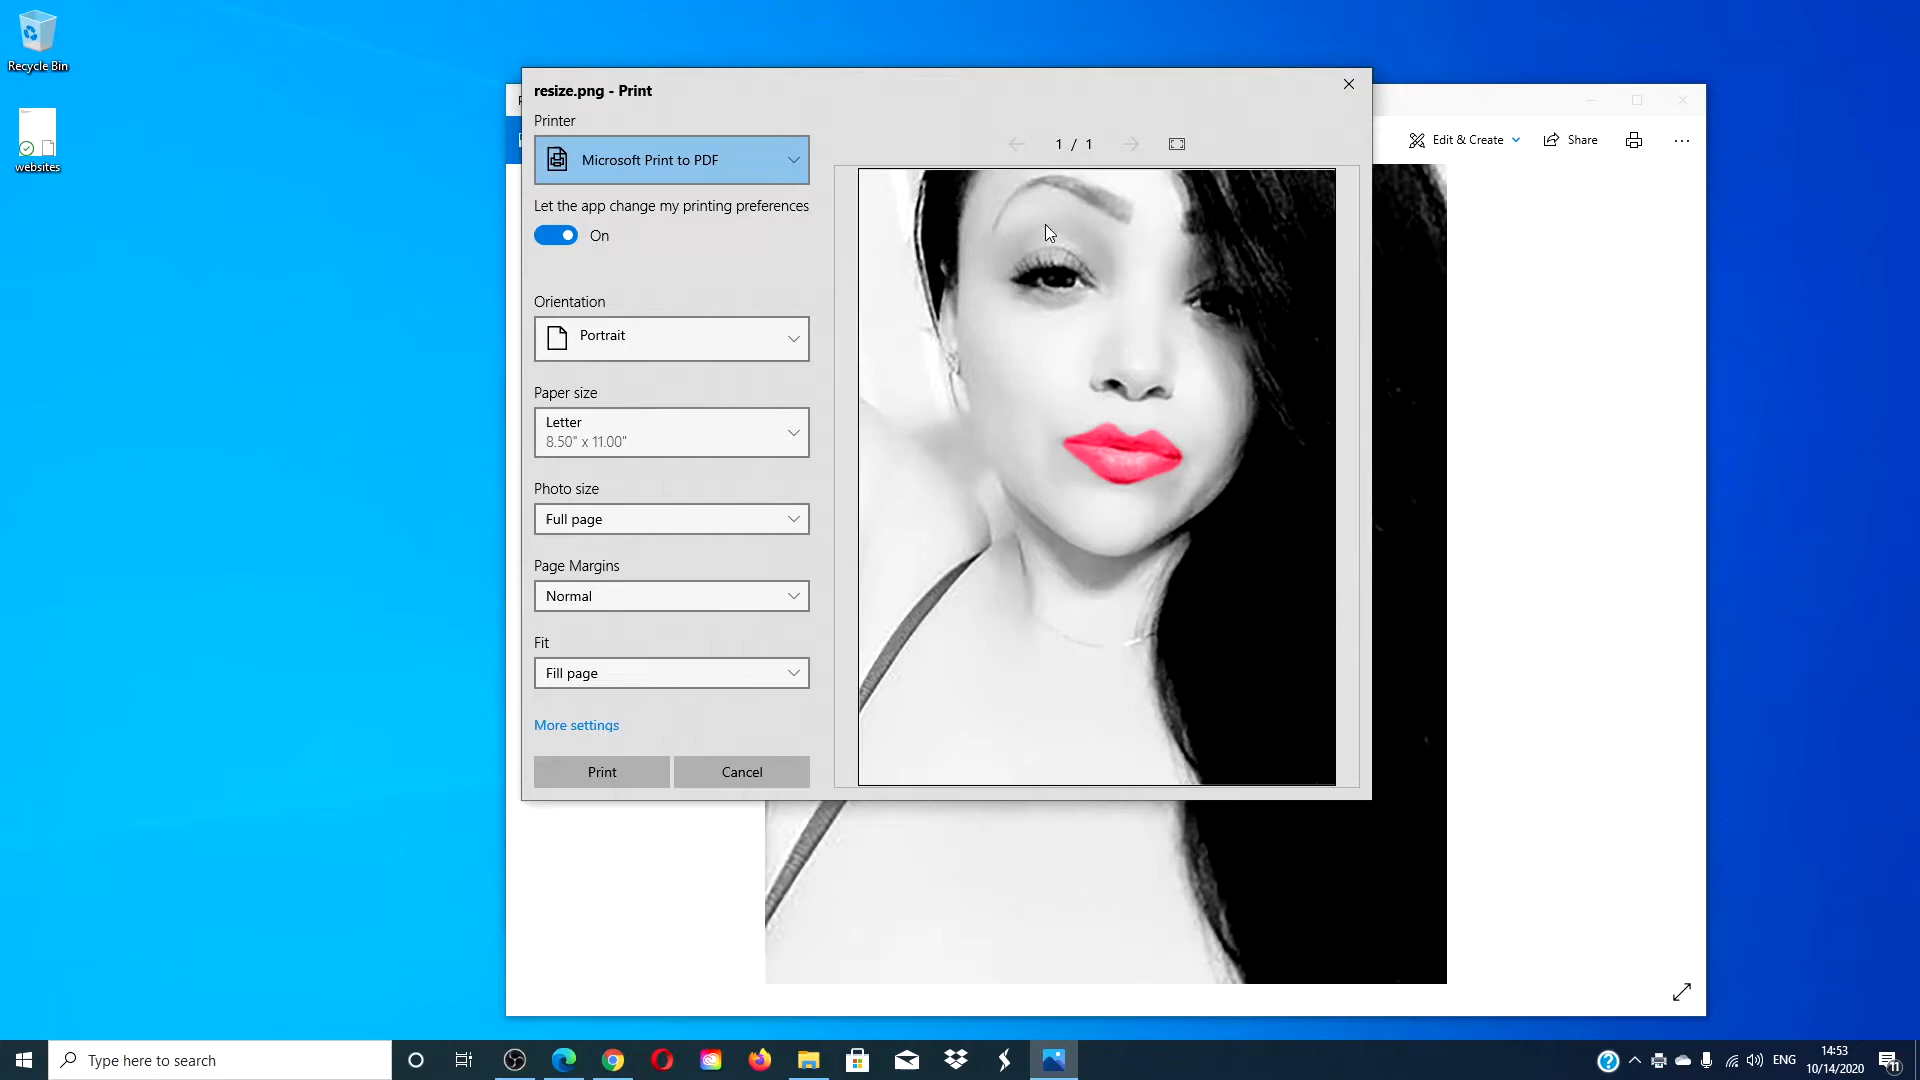 Recycle Bin
websites
resize.png - Print
Printer
Microsoft Print to PDF
Let the app change my printing preferences
On
Orientation
Portrait
Paper size
Letter
8.50" x 11.00"
Photo size
Full page
Page Margins
Normal
Fit
Fill page
More settings
Print
Cancel
1 / 1
Edit & Create
Share
Type here to search
ENG
14:53
10/14/2020
11